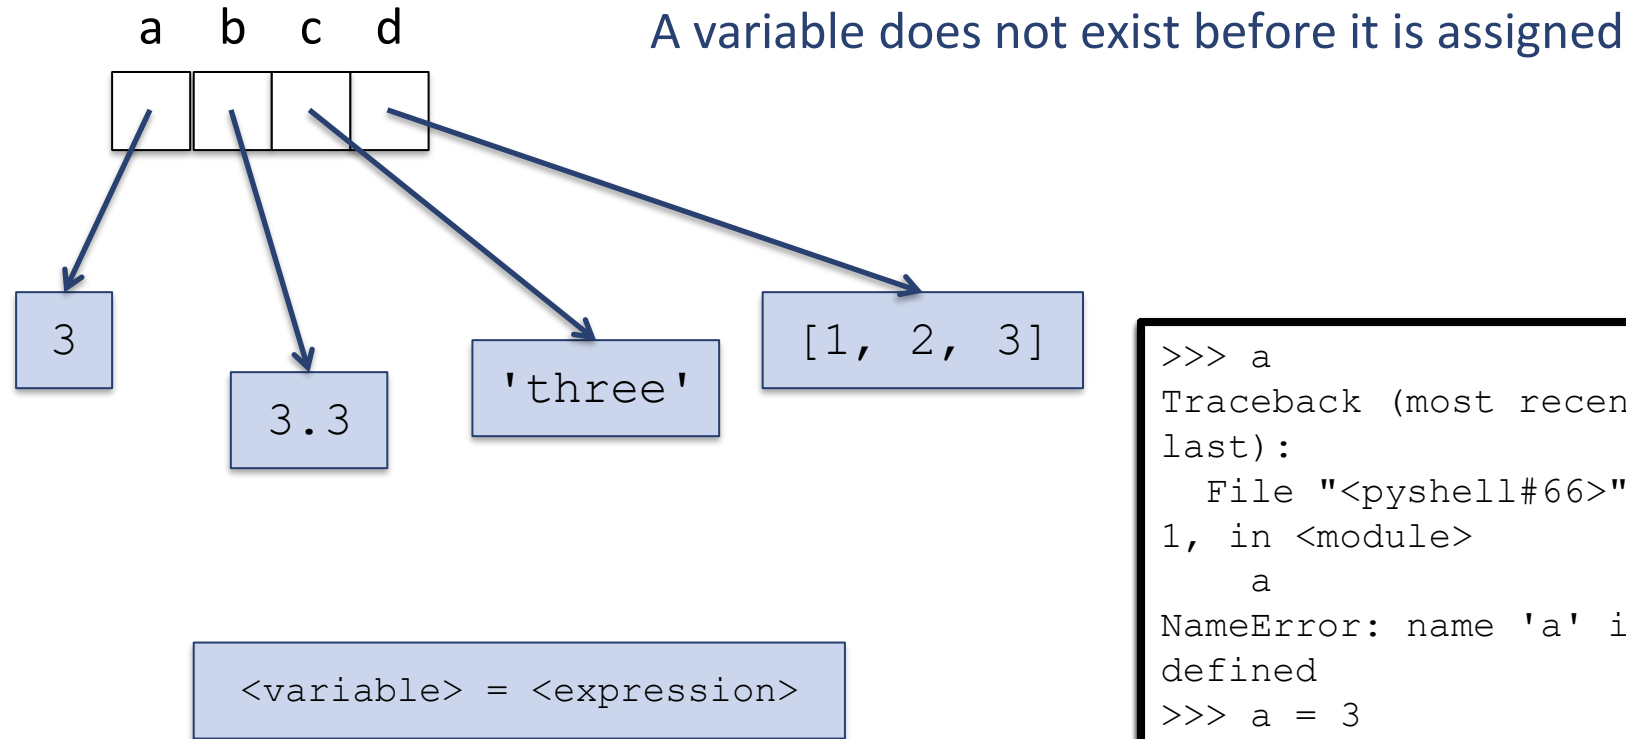 a b c d
A variable does not exist before it is assigned
3
3.3
'three'
[1, 2, 3]
>>> a
Traceback (most recen
last):
File "<pyshell#66>"
1, in <module>
a
NameError: name 'a' i
defined
>>> a = 3
<variable> = <expression>